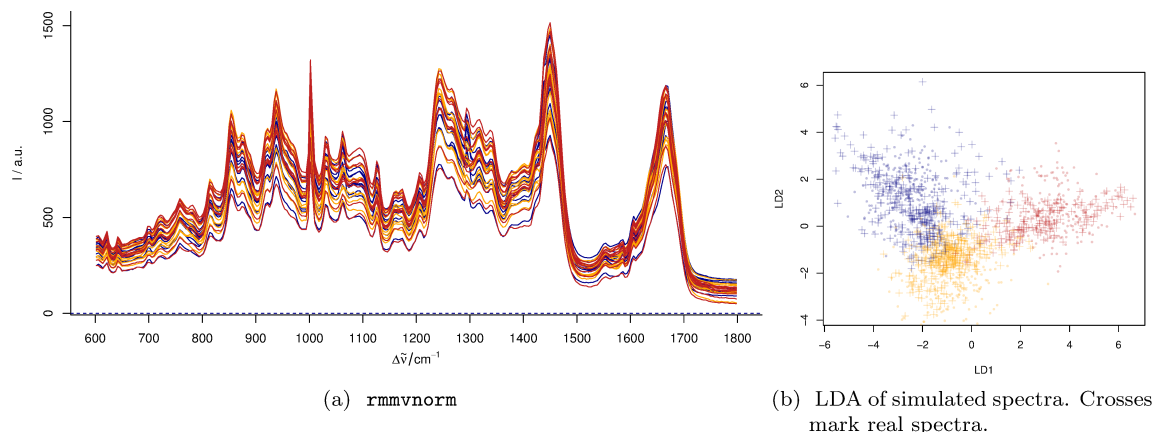 1500
1000
500
0
I / a.u.
600 700 800 900 1000 1100 1200 1300 1400 1500 1600 1700 1800
Δν̃/cm⁻¹
(a) rmmvnorm
6
4
2
0
−2
−4
LD2
−6 −4 −2 0 2 4 6
LD1
(b) LDA of simulated spectra. Crosses
mark real spectra.